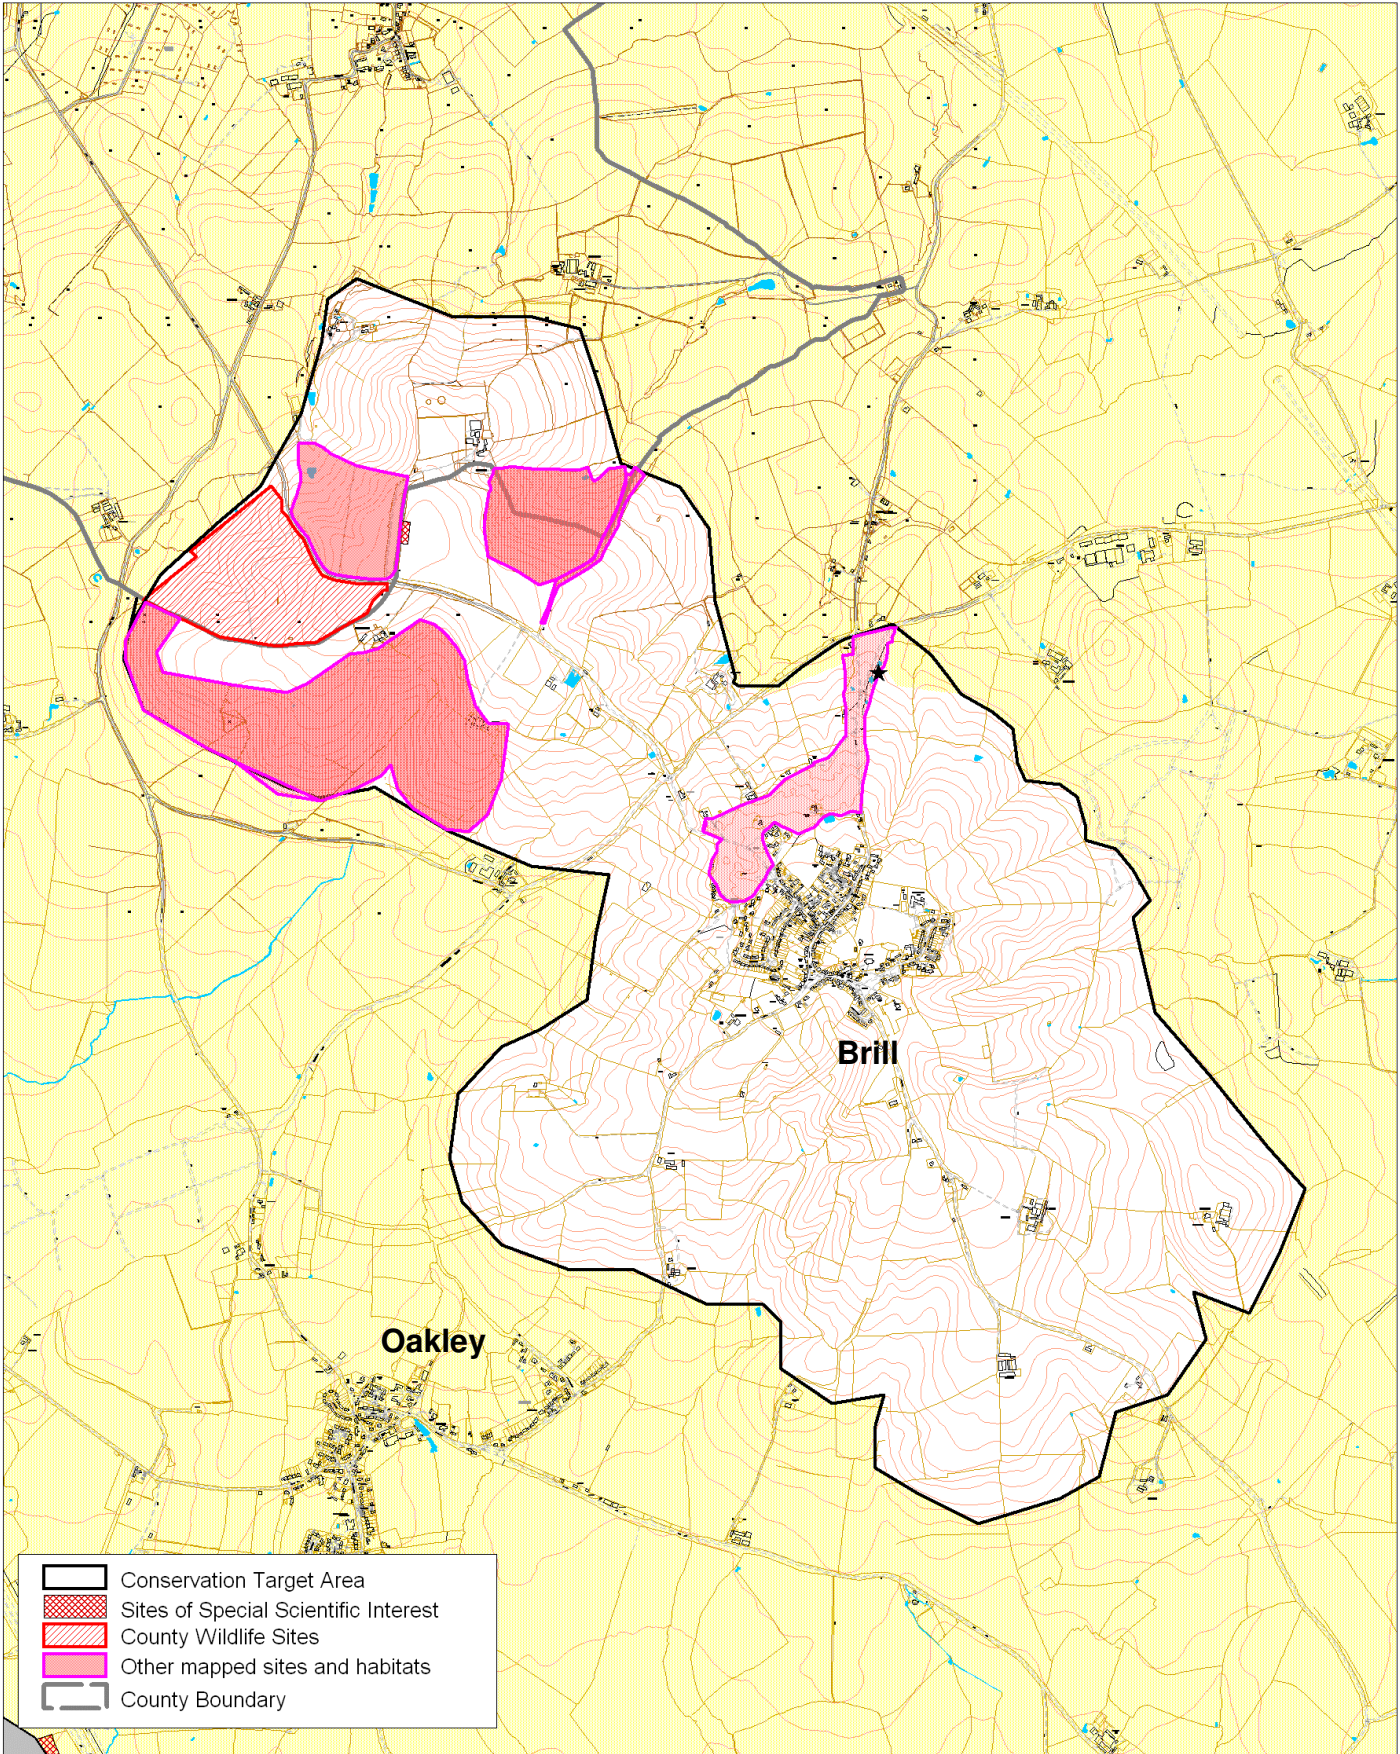 Brill
Oakley
Conservation Target Area
Sites of Special Scientific Interest
County Wildlife Sites
Other mapped sites and habitats
County Boundary